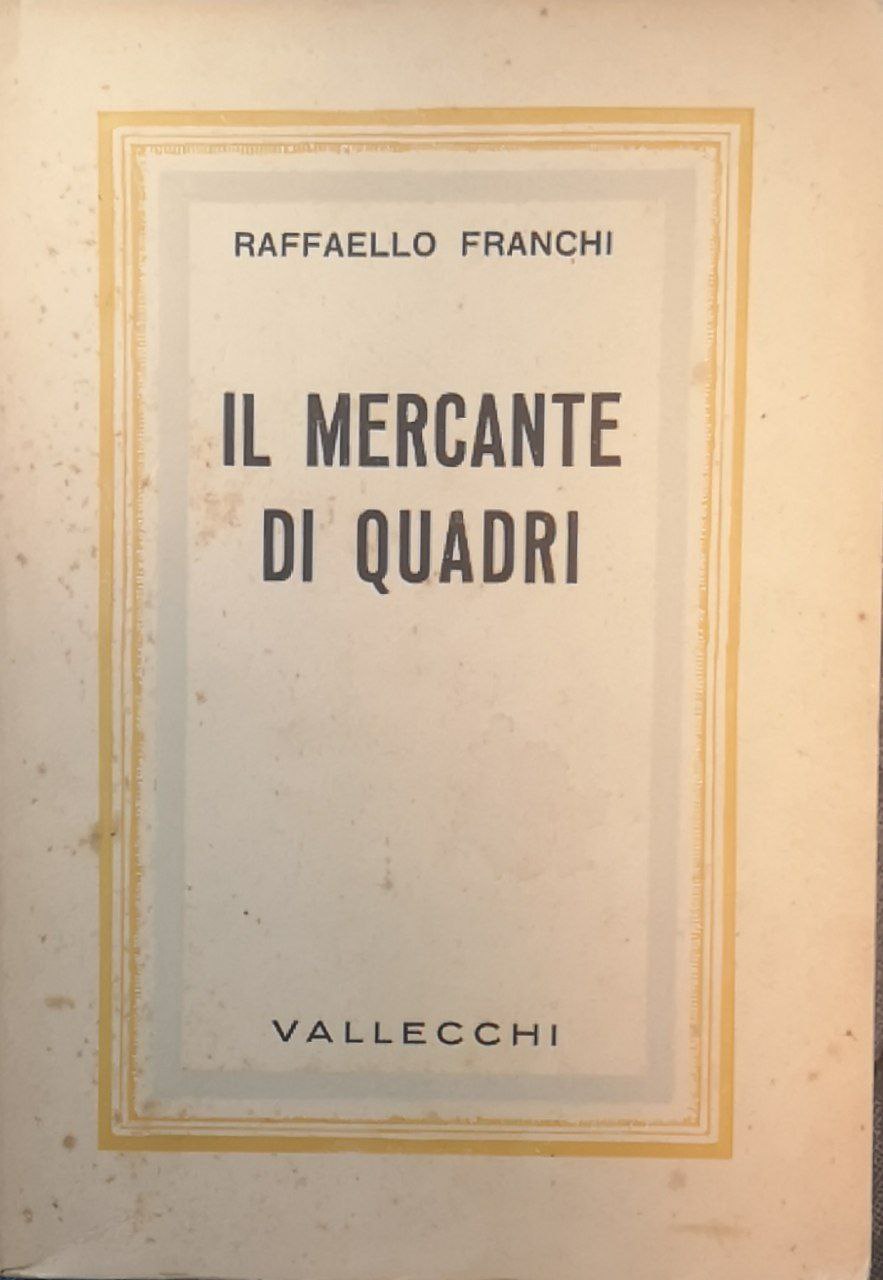 RAFFAELLO FRANCHI
IL MERCANTE
DI QUADRI
VALLECCHI